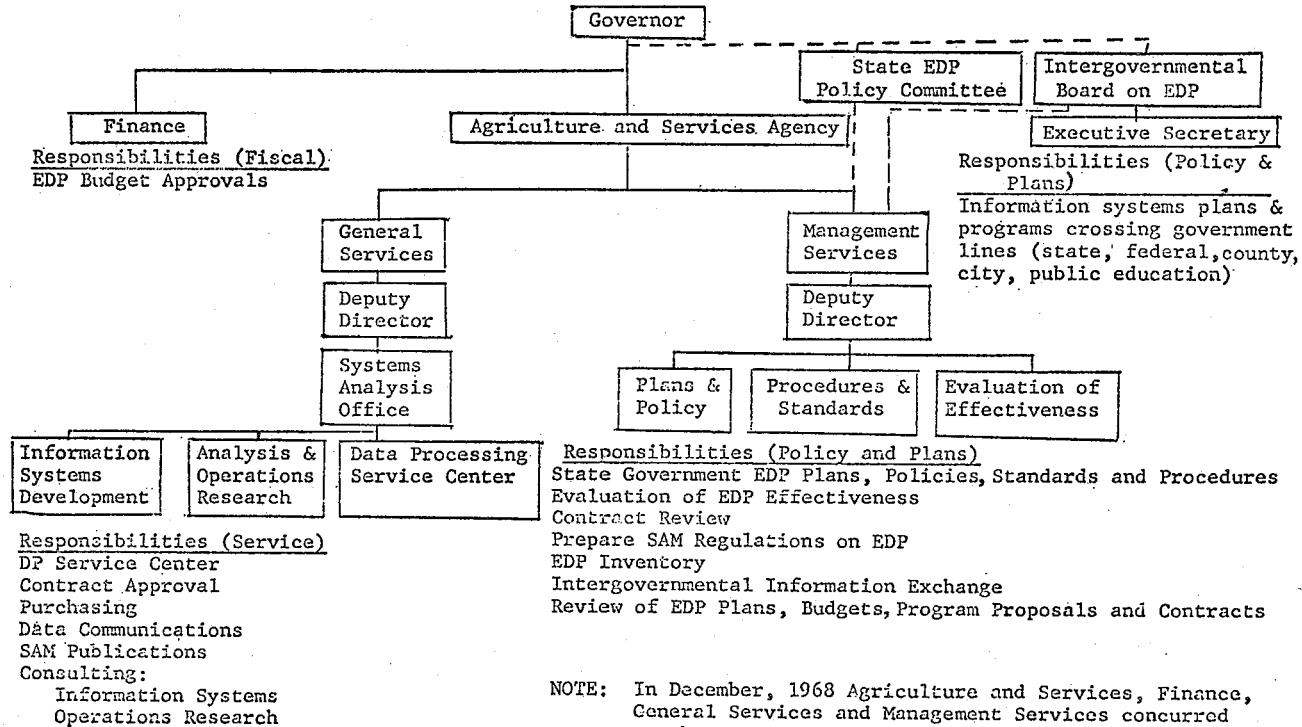 Governor
State EDP
Policy Committee
Intergovernmental
Board on EDP
Finance
Agriculture and Services Agency
Executive Secretary
Responsibilities (Fiscal)
EDP Budget Approvals
Responsibilities (Policy &
Plans)
Information systems plans &
programs crossing government
lines (state, federal,county,
city, public education)
General
Services
Management
Services
Deputy
Director
Deputy
Director
Systems
Analysis
Office
Plans &
Policy
Procedures &
Standards
Evaluation of
Effectiveness
Information
Systems
Development
Analysis &
Operations
Research
Data Processing
Service Center
Responsibilities (Service)
DP Service Center
Contract Approval
Purchasing
Data Communications
SAM Publications
Consulting:
Information Systems
Operations Research
Responsibilities (Policy and Plans)
State Government EDP Plans, Policies, Standards and Procedures
Evaluation of EDP Effectiveness
Contract Review
Prepare SAM Regulations on EDP
EDP Inventory
Intergovernmental Information Exchange
Review of EDP Plans, Budgets, Program Proposals and Contracts
NOTE: In December, 1968 Agriculture and Services, Finance,
General Services and Management Services concurred